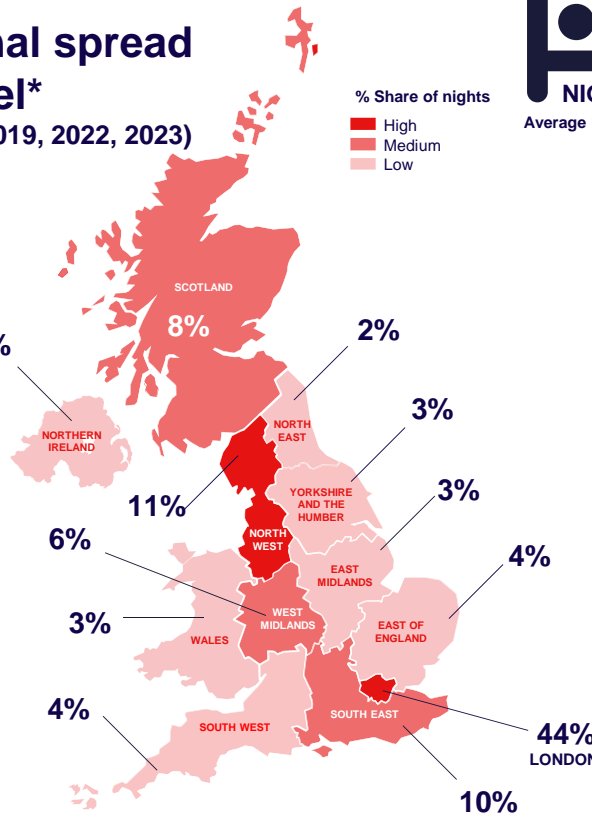 nal spread
el*
019, 2022, 2023)
% Share of nights
High
Medium
Low
NIG
Average
SCOTLAND
8%
2%
%
NORTH
EAST
3%
NORTHERN
IRELAND
YORKSHIRE
AND THE
HUMBER
3%
11%
NORTH
WEST
6%
EAST
MIDLANDS
4%
WEST
MIDLANDS
3%
WALES
EAST OF
ENGLAND
4%
SOUTH WEST
SOUTH EAST
44%
LONDON
10%